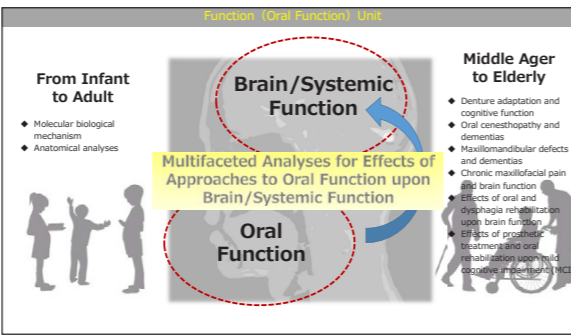 Function（Oral Function）Unit
From Infant
to Adult
◆ Molecular biological
mechanism
◆ Anatomical analyses
Brain/Systemic
Function
Multifaceted Analyses for Effects of
Approaches to Oral Function upon
Brain/Systemic Function
Oral
Function
Middle Ager
to Elderly
◆ Denture adaptation and
cognitive function
◆ Oral cenesthopathy and
dementias
◆ Maxillomandibular defects
and dementias
◆ Chronic maxillofacial pain
and brain function
◆ Effects of oral and
dysphagia rehabilitation
upon brain function
◆ Effects of prosthetic
treatment and oral
rehabilitation upon mild
cognitive impairment (MCI)